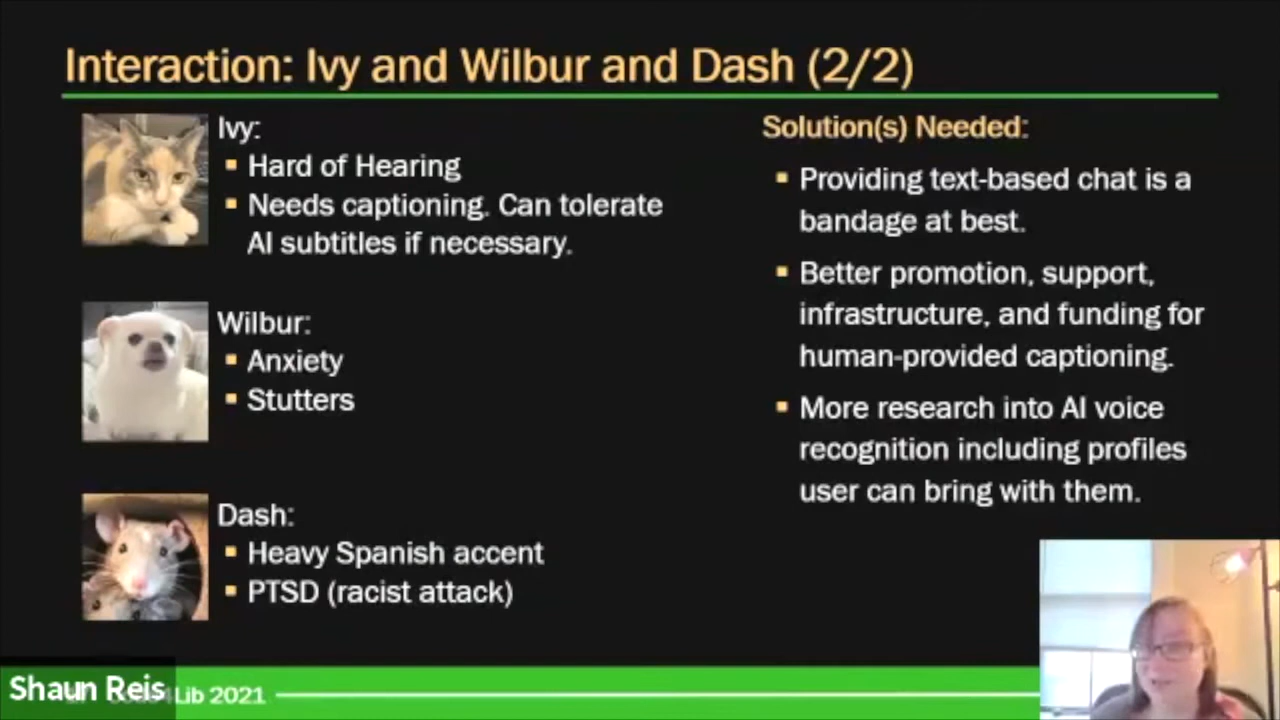 Interaction: Ivy and Wilbur and Dash (2/2)
Ivy:
▪ Hard of Hearing
▪ Needs captioning. Can tolerate
AI subtitles if necessary.
Wilbur:
▪ Anxiety
▪ Stutters
Dash:
▪ Heavy Spanish accent
▪ PTSD (racist attack)
Solution(s) Needed:
▪ Providing text-based chat is a
bandage at best.
▪ Better promotion, support,
infrastructure, and funding for
human-provided captioning.
▪ More research into AI voice
recognition including profiles
user can bring with them.
Shaun Reis
4Lib 2021